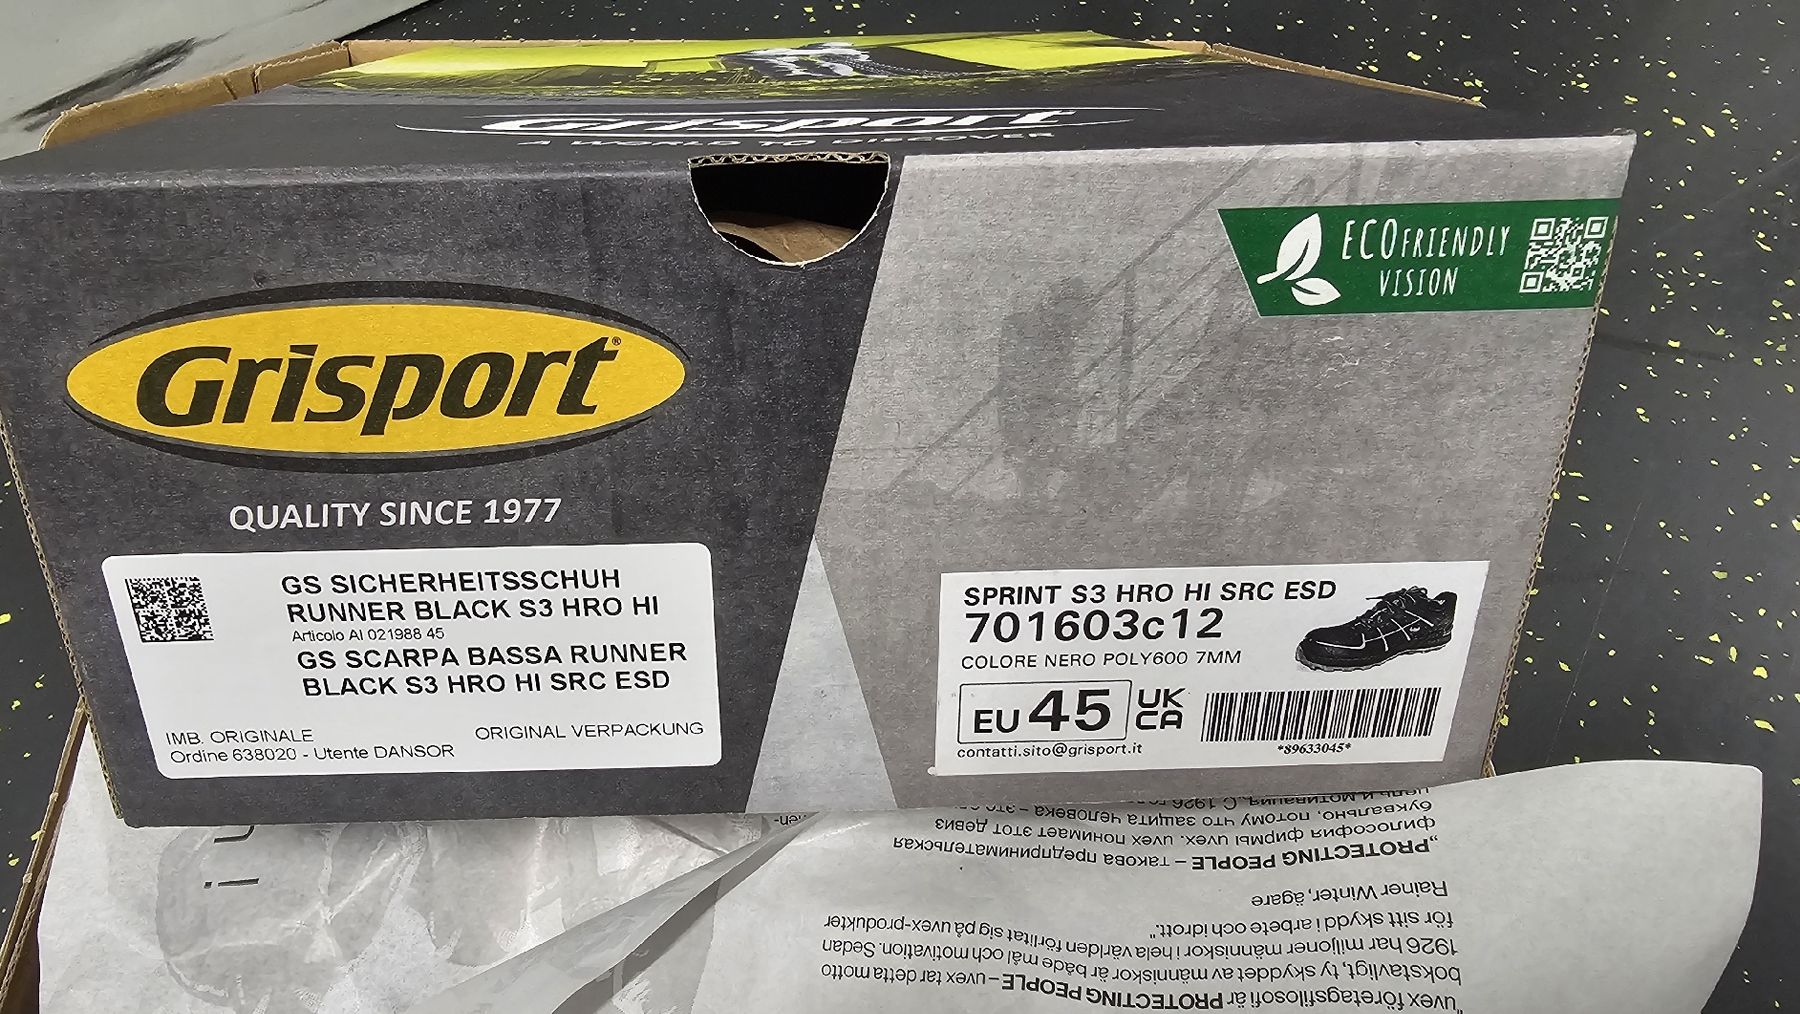 Grisport
A WORLD TO DISCOVER
ECOFRIENDLY
VISION
Grisport®
QUALITY SINCE 1977
GS SICHERHEITSSCHUH
RUNNER BLACK S3 HRO HI
Articolo AI 021988 45
GS SCARPA BASSA RUNNER
BLACK S3 HRO HI SRC ESD
IMB. ORIGINALE
ORIGINAL VERPACKUNG
Ordine 638020 - Utente DANSOR
SPRINT S3 HRO HI SRC ESD
701603c12
COLORE NERO POLY600 7MM
EU 45
UK
CA
contatti.sito@grisport.it
*89633045*
"uvex företagsfilosofi är PROTECTING PEOPLE – uvex tar detta motto
bokstavligt, ty skyddet av människor är både mål och motivation. Sedan
1926 har miljoner människor i hela världen förlitat sig på uvex-produkter
för sitt skydd i arbete och idrott."
Rainer Winter, ägare
„PROTECTING PEOPLE – такова предпринимательская
философия фирмы uvex. uvex понимает этот девиз
буквально, потому что защита человека – это
цель и мотивация. С 1926